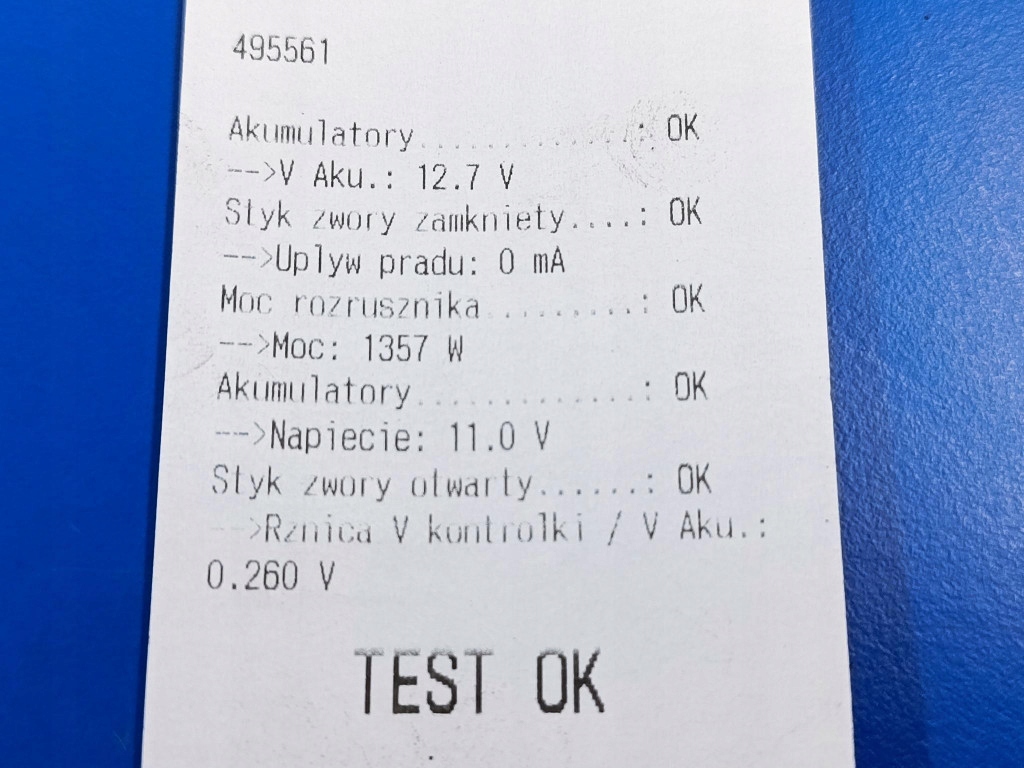 495561
Akumulatory.............: OK
-->V Aku.: 12.7 V
Styk zwory zamkniety....: OK
-->Uplyw pradu: 0 mA
Moc rozrusznika.........: OK
-->Moc: 1357 W
Akumulatory.............: OK
-->Napiecie: 11.0 V
Styk zwory otwarty......: OK
-->Rznica V kontrolki / V Aku.:
0.260 V
TEST OK